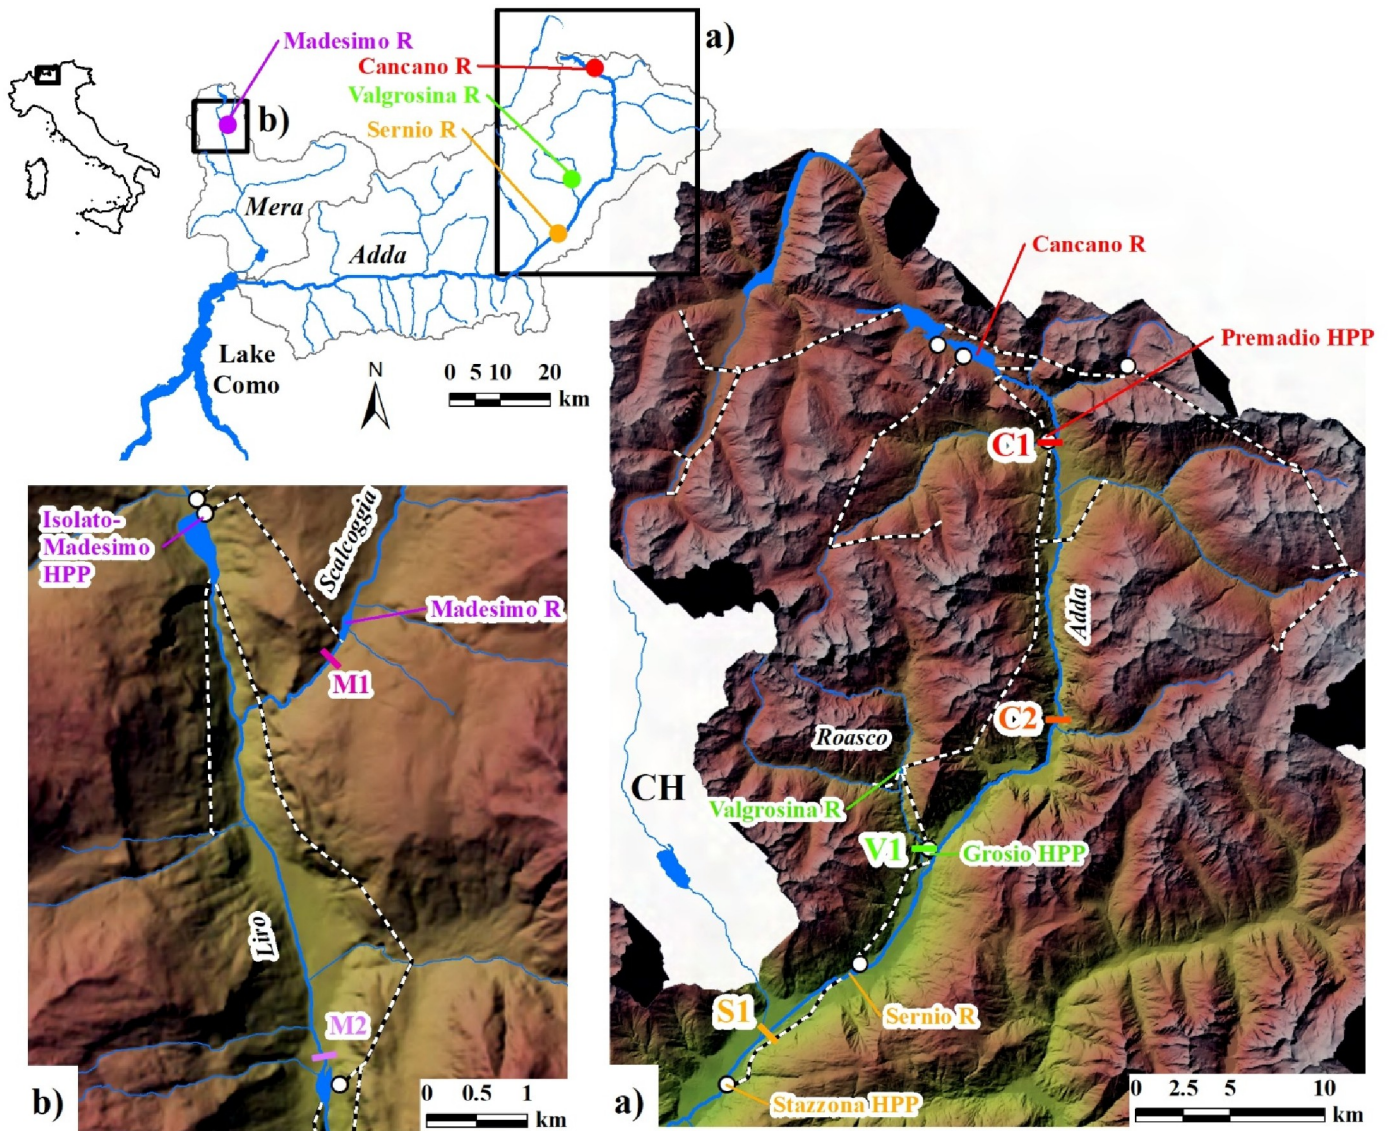 Madesimo R
a)
Cancano R
Valgrosina R
b)
Sernio R
Mera
Adda
Lake
Como
N
0 5 10 20
km
Cancano R
Premadio HPP
C1
Adda
C2
Roasco
CH
Valgrosina R
V1
Grosio HPP
S1
Sernio R
Stazzona HPP
a)
0 2.5 5 10
km
Isolato-
Madesimo
HPP
Scalcoggia
Madesimo R
M1
Liro
M2
b)
0 0.5 1
km